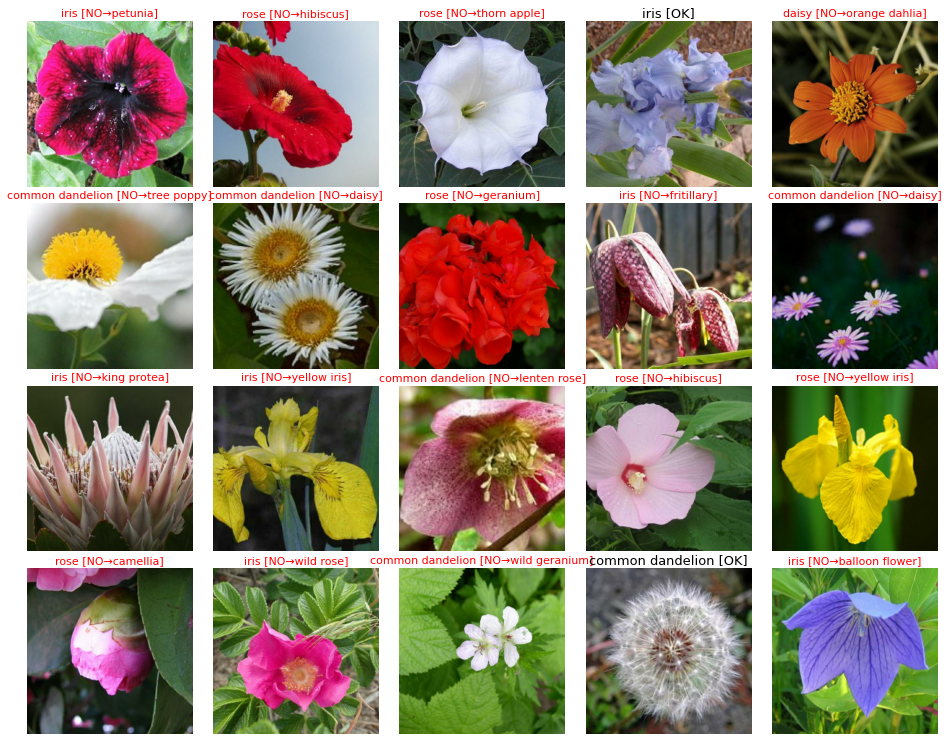 iris [NO→petunia]
rose [NO→hibiscus]
rose [NO→thorn apple]
iris [OK]
daisy [NO→orange dahlia]
common dandelion [NO→tree poppy]
common dandelion [NO→daisy]
rose [NO→geranium]
iris [NO→fritillary]
common dandelion [NO→daisy]
iris [NO→king protea]
iris [NO→yellow iris]
common dandelion [NO→lenten rose]
rose [NO→hibiscus]
rose [NO→yellow iris]
rose [NO→camellia]
iris [NO→wild rose]
common dandelion [NO→wild geranium]
common dandelion [OK]
iris [NO→balloon flower]